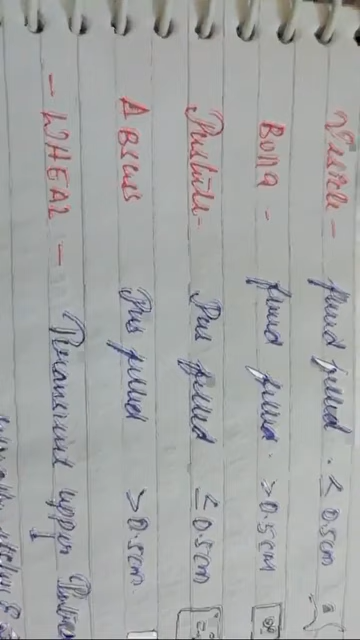 Vesicle - fluid filled. ≤ 0.5cm
Bulla - fluid filled. > 0.5cm
Pustule - Pus filled ≤ 0.5cm
Abscess Pus filled > 0.5cm
- WHEAL - Transient upper